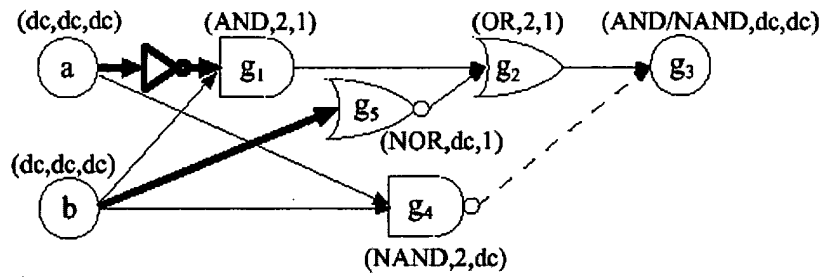 (dc,dc,dc) (AND,2,1) (OR,2,1) (AND/NAND,dc,dc)
a g1 g2 g3
g5
(NOR,dc,1)
(dc,dc,dc)
b g4
(NAND,2,dc)